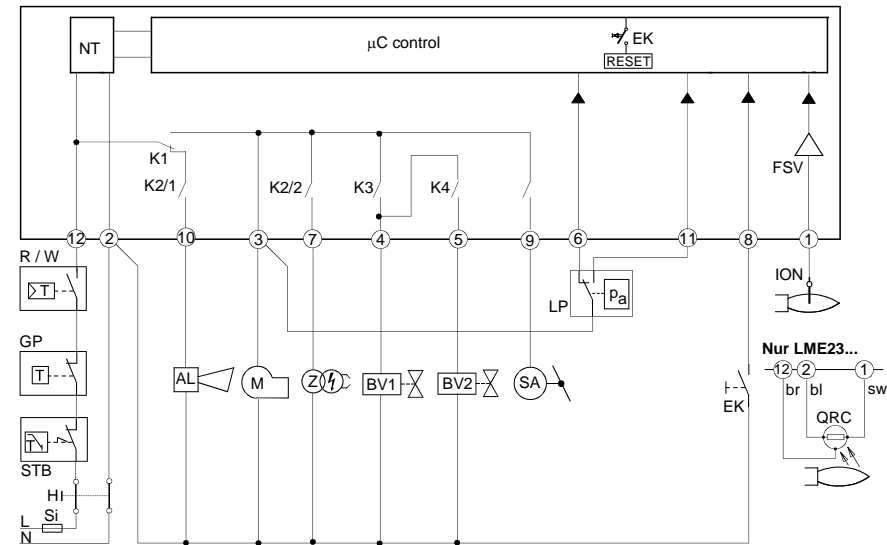 NT
µC control
EK
RESET
K1
FSV
K2/1
K2/2
K3
K4
12
2
10
3
7
4
5
9
6
11
8
1
R / W
T
LP
pa
ION
GP
T
Nur LME23...
12
2
1
AL
M
Z
BV1
BV2
SA
EK
br
bl
sw
QRC
T
STB
H
L
Si
N